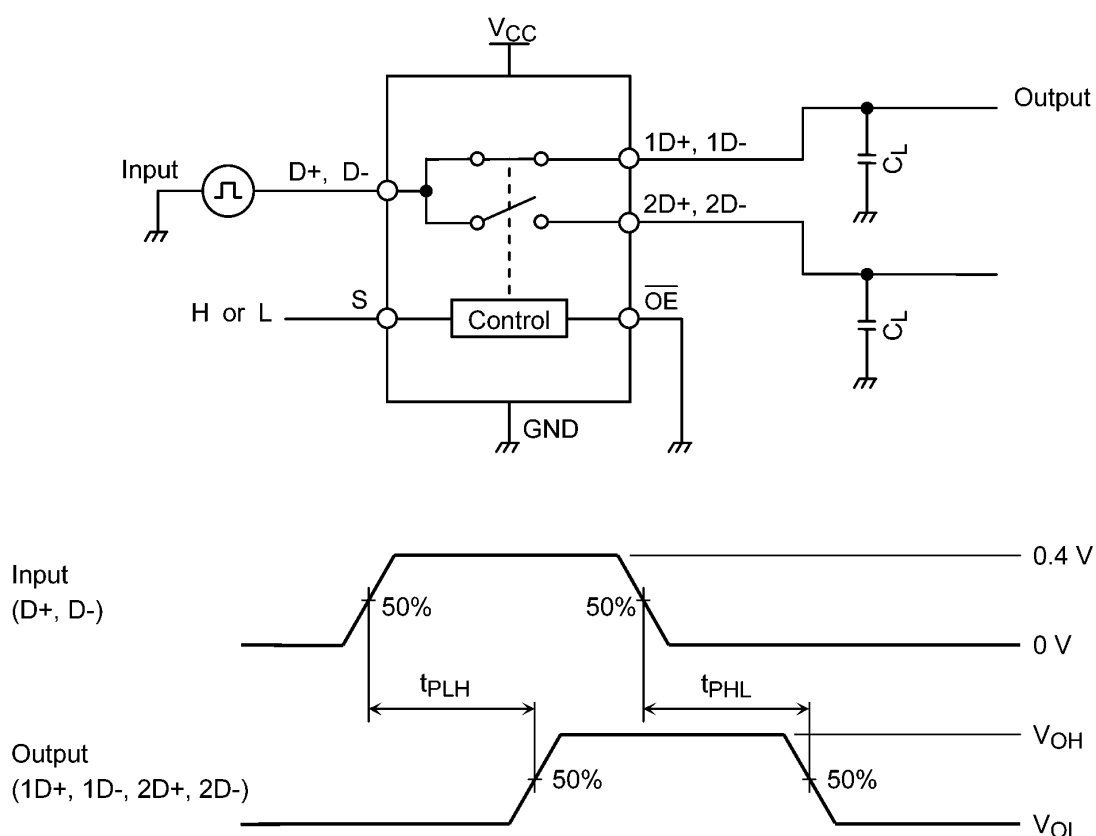 VCC
Output
1D+, 1D-
Input
D+, D-
CL
2D+, 2D-
S
OE
H or L
Control
CL
GND
0.4 V
Input
(D+, D-)
50%
50%
0 V
tPLH
tPHL
VOH
Output
(1D+, 1D-, 2D+, 2D-)
50%
50%
VOL